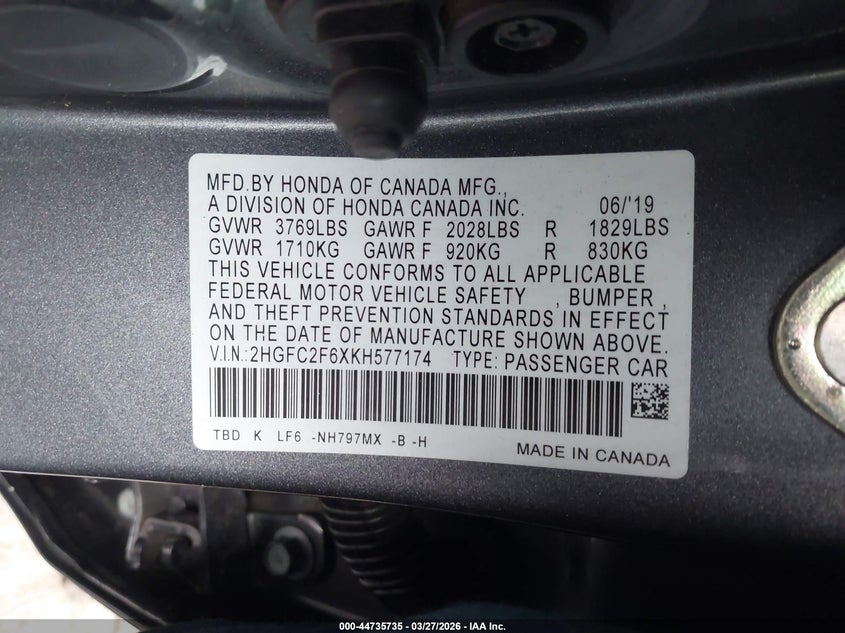 MFD.BY HONDA OF CANADA MFG.,
A DIVISION OF HONDA CANADA INC. 06/'19
GVWR 3769LBS GAWR F 2028LBS R 1829LBS
GVWR 1710KG GAWR F 920KG R 830KG
THIS VEHICLE CONFORMS TO ALL APPLICABLE
FEDERAL MOTOR VEHICLE SAFETY , BUMPER ,
AND THEFT PREVENTION STANDARDS IN EFFECT
ON THE DATE OF MANUFACTURE SHOWN ABOVE.
V.I.N.:2HGFC2F6XKH577174 TYPE: PASSENGER CAR
TBD K LF6 -NH797MX -B -H
MADE IN CANADA
000-44735735 - 03/27/2026 - IAA Inc.